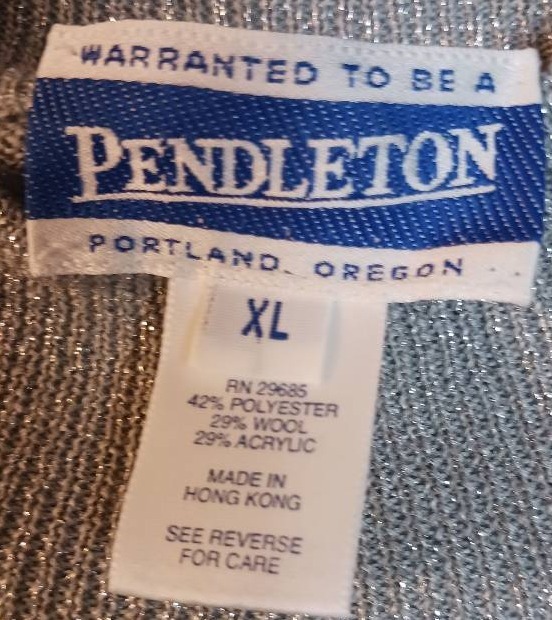 WARRANTED TO BE A
PENDLETON
PORTLAND, OREGON
XL
RN 29685
42% POLYESTER
29% WOOL
29% ACRYLIC
MADE IN
HONG KONG
SEE REVERSE
FOR CARE